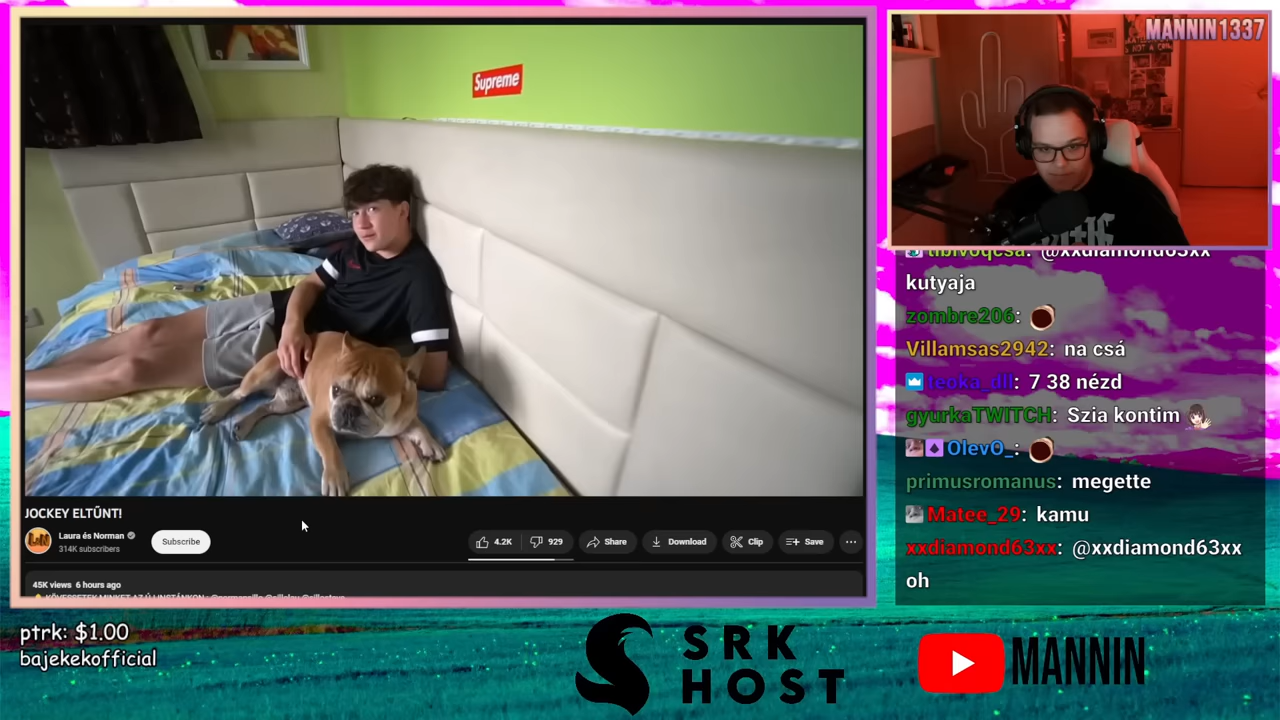 Supreme
MANNIN1337
JOCKEY ELTŰNT!
Laura és Norman
314K subscribers
Subscribe
4.2K
929
Share
Download
Clip
Save
45K views 6 hours ago
tibivoqcsa: @xxdiamond63xx
kutyaja
zombre206:
Villamsas2942: na csá
teoka_dll: 7 38 nézd
gyurkaTWITCH: Szia kontim
OlevO_:
primusromanus: megette
Matee_29: kamu
xxdiamond63xx: @xxdiamond63xx
oh
ptrk: $1.00
bajekekofficial
SRK
HOST
MANNIN